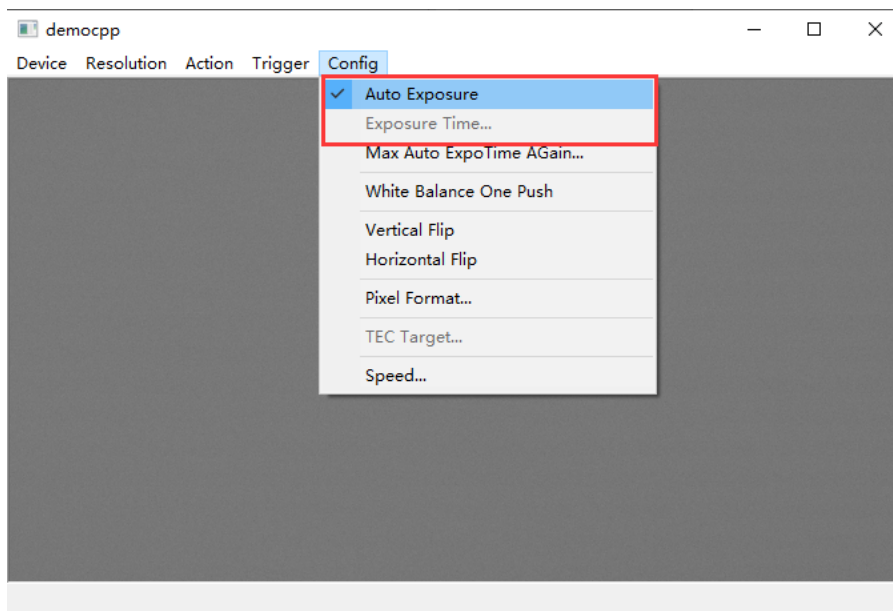 democpp
Device Resolution Action Trigger Config
Auto Exposure
Exposure Time...
Max Auto ExpoTime AGain...
White Balance One Push
Vertical Flip
Horizontal Flip
Pixel Format...
TEC Target...
Speed...